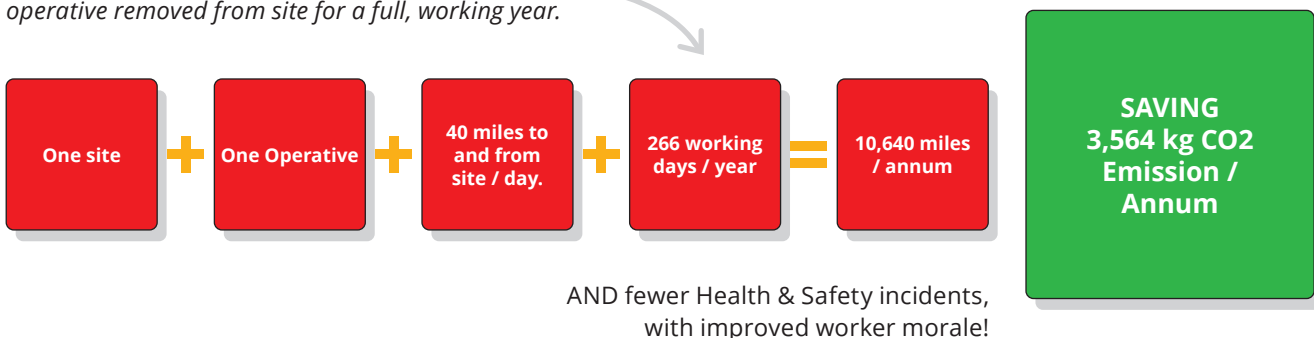 operative removed from site for a full, working year.
One site
One Operative
40 miles to
and from
site / day.
266 working
days / year
10,640 miles
/ annum
SAVING
3,564 kg CO2
Emission /
Annum
AND fewer Health & Safety incidents,
with improved worker morale!